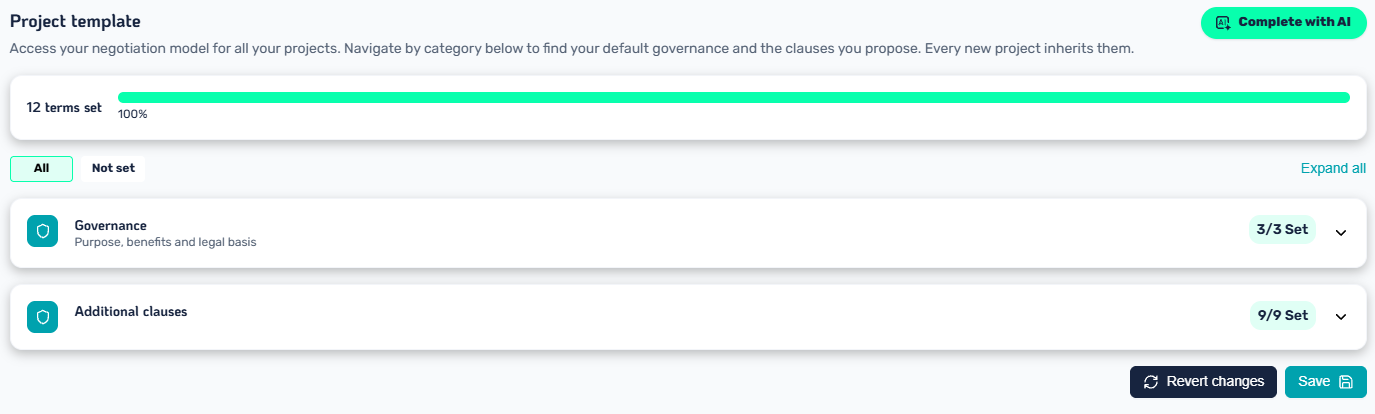 Project template
Complete with AI
Access your negotiation model for all your projects. Navigate by category below to find your default governance and the clauses you propose. Every new project inherits them.
12 terms set
100%
All
Not set
Expand all
Governance
Purpose, benefits and legal basis
3/3 Set
Additional clauses
9/9 Set
Revert changes
Save